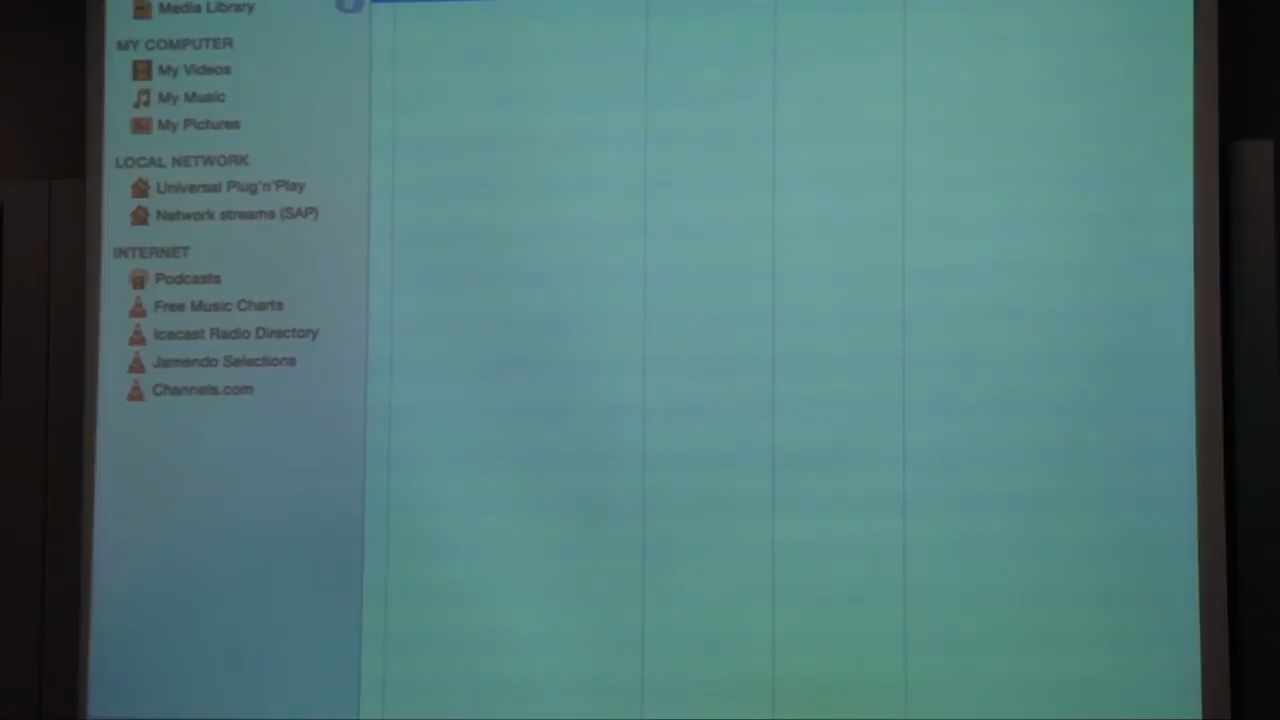 Media Library
MY COMPUTER
My Videos
My Music
My Pictures
LOCAL NETWORK
Universal Plug'n'Play
Network streams (SAP)
INTERNET
Podcasts
Free Music Charts
Icecast Radio Directory
Jamendo Selections
Channels.com